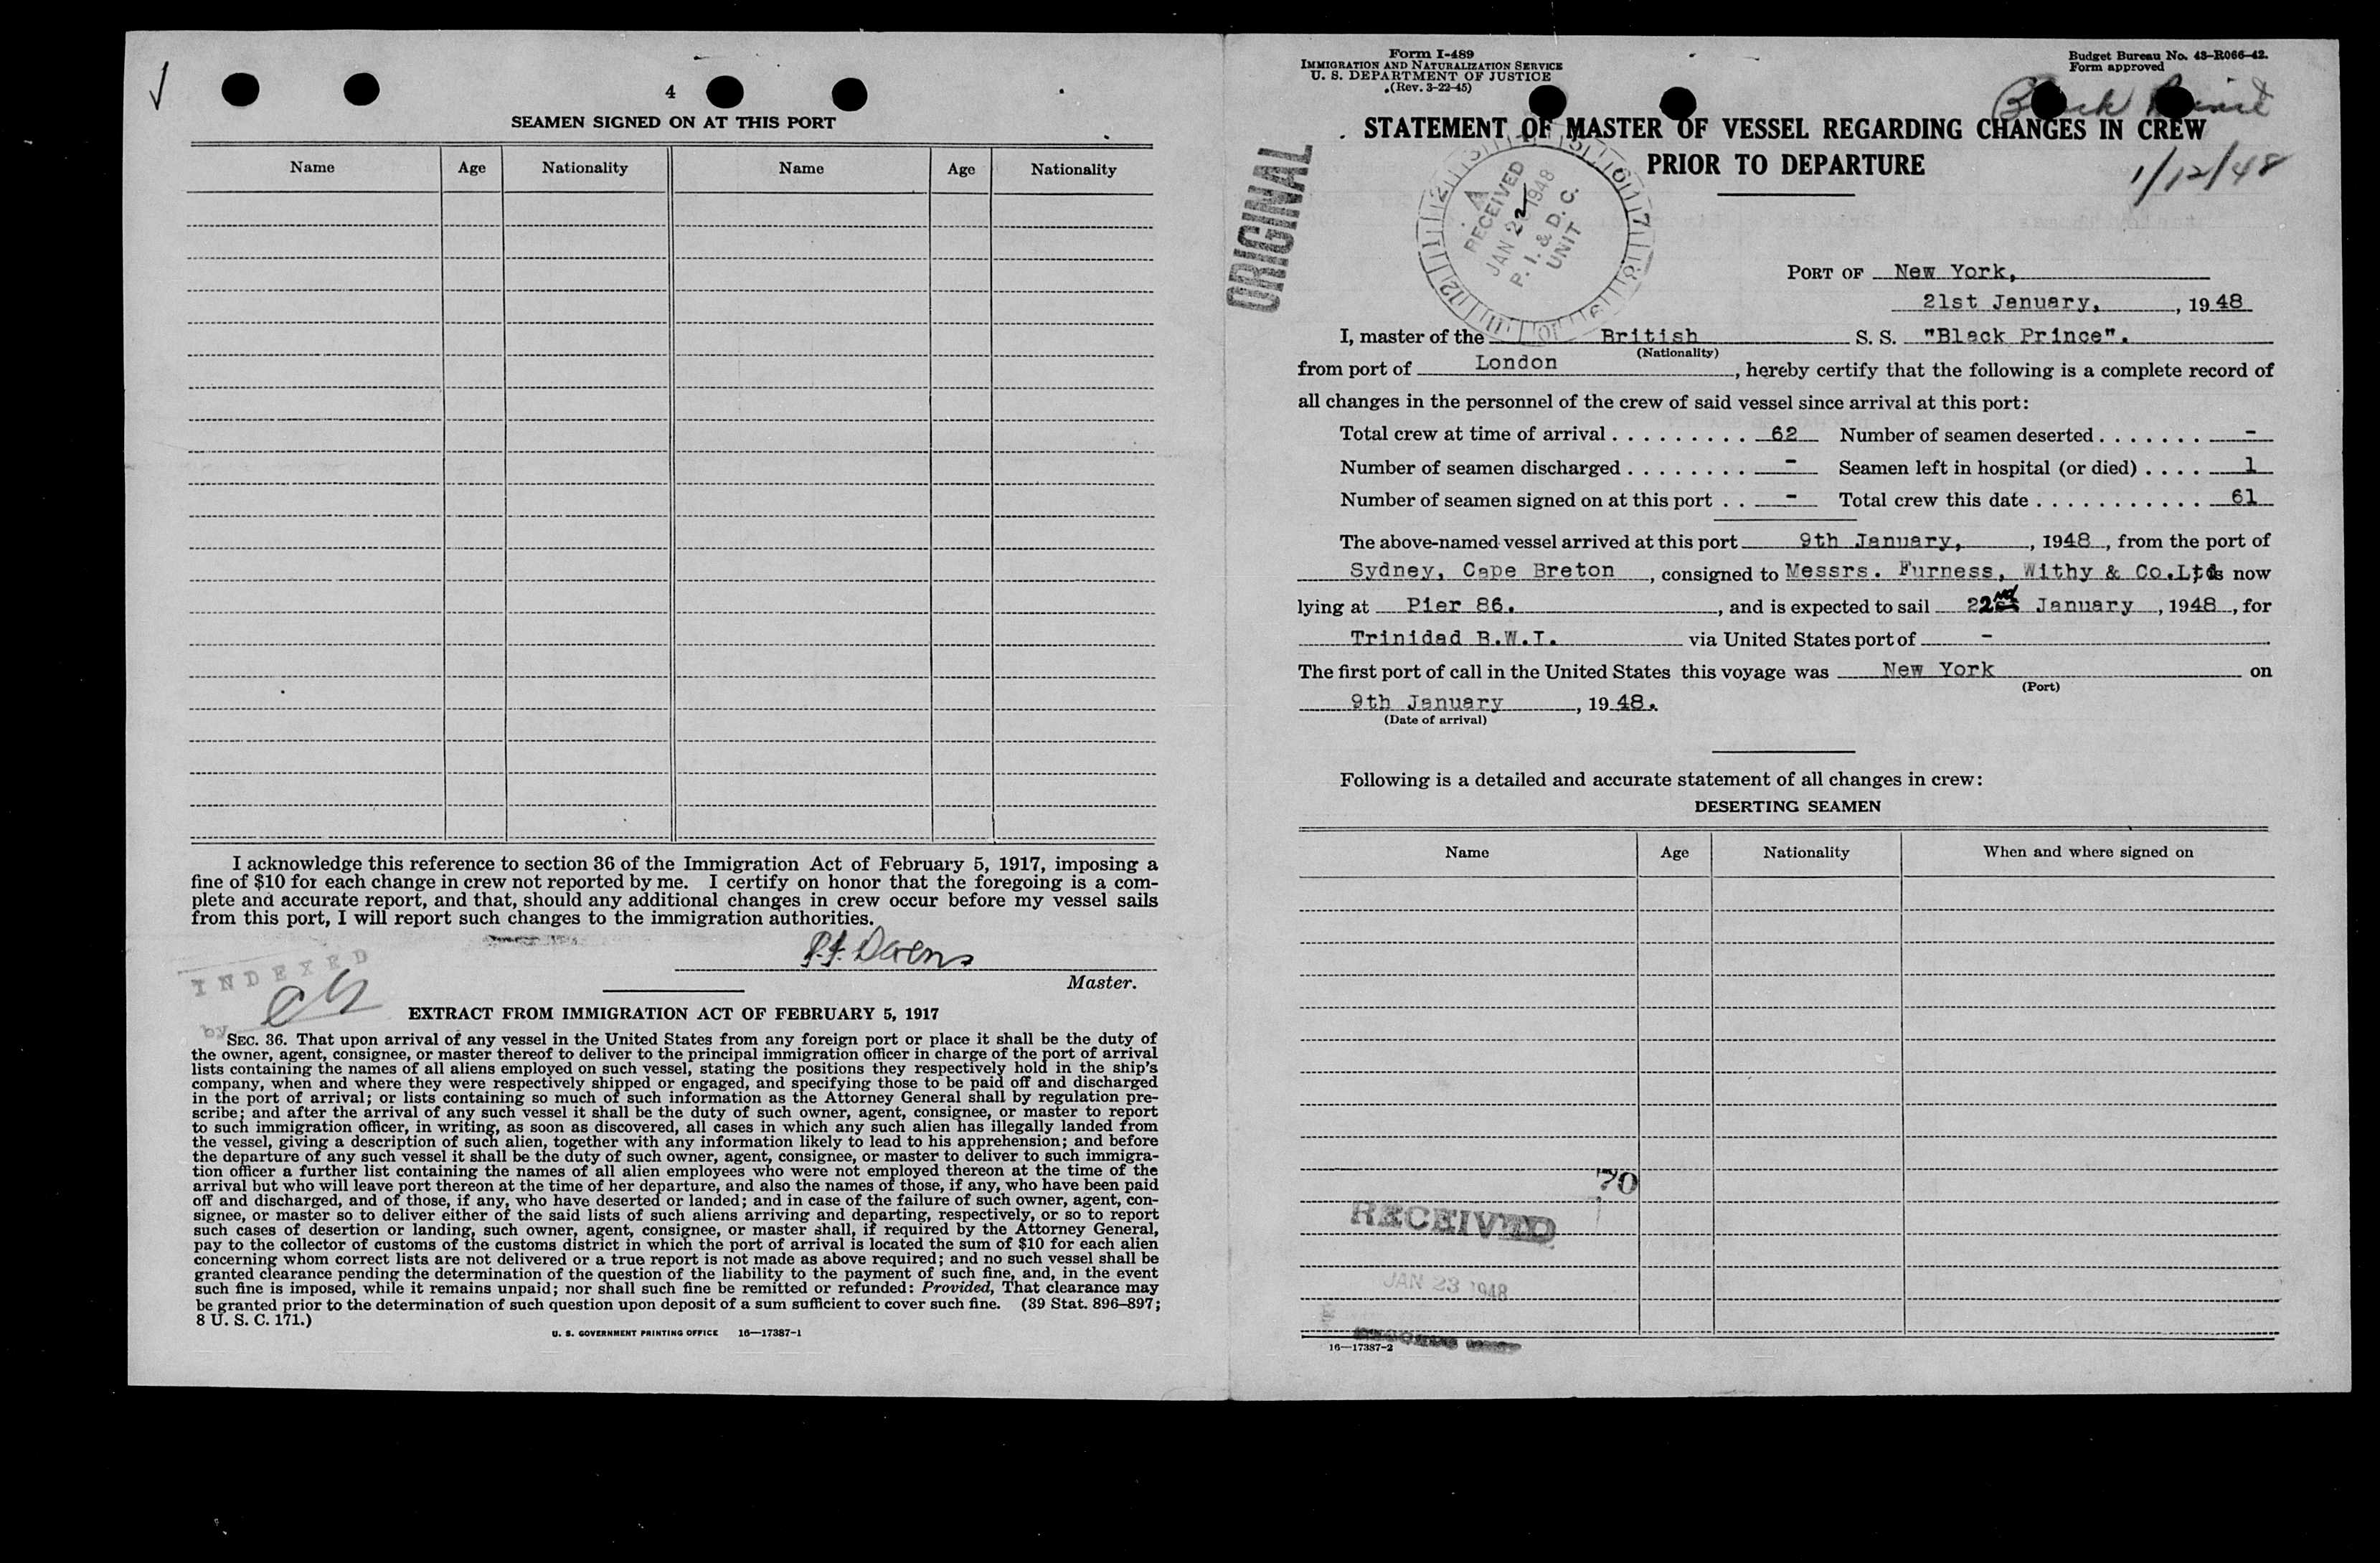 4
SEAMEN SIGNED ON AT THIS PORT
Name Age Nationality Name Age Nationality
I acknowledge this reference to section 36 of the Immigration Act of February 5, 1917, imposing a
fine of $10 for each change in crew not reported by me. I certify on honor that the foregoing is a com-
plete and accurate report, and that, should any additional changes in crew occur before my vessel sails
from this port, I will report such changes to the immigration authorities.
Master.
INDEXED
by
EXTRACT FROM IMMIGRATION ACT OF FEBRUARY 5, 1917
SEC. 36. That upon arrival of any vessel in the United States from any foreign port or place it shall be the duty of
the owner, agent, consignee, or master thereof to deliver to the principal immigration officer in charge of the port of arrival
lists containing the names of all aliens employed on such vessel, stating the positions they respectively hold in the ship's
company, when and where they were respectively shipped or engaged, and specifying those to be paid off and discharged
in the port of arrival; or lists containing so much of such information as the Attorney General shall by regulation pre-
scribe; and after the arrival of any such vessel it shall be the duty of such owner, agent, consignee, or master to report
to such immigration officer, in writing, as soon as discovered, all cases in which any such alien has illegally landed from
the vessel, giving a description of such alien, together with any information likely to lead to his apprehension; and before
the departure of any such vessel it shall be the duty of such owner, agent, consignee, or master to deliver to such immigra-
tion officer a further list containing the names of all alien employees who were not employed thereon at the time of the
arrival but who will leave port thereon at the time of her departure, and also the names of those, if any, who have been paid
off and discharged, and of those, if any, who have deserted or landed; and in case of the failure of such owner, agent, con-
signee, or master so to deliver either of the said lists of such aliens arriving and departing, respectively, or so to report
such cases of desertion or landing, such owner, agent, consignee, or master shall, if required by the Attorney General,
pay to the collector of customs of the customs district in which the port of arrival is located the sum of $10 for each alien
concerning whom correct lists are not delivered or a true report is not made as above required; and no such vessel shall be
granted clearance pending the determination of the question of the liability to the payment of such fine, and, in the event
such fine is imposed, while it remains unpaid; nor shall such fine be remitted or refunded: Provided, That clearance may
be granted prior to the determination of such question upon deposit of a sum sufficient to cover such fine. (39 Stat. 896–897;
8 U. S. C. 171.)
U. S. GOVERNMENT PRINTING OFFICE 16—17387-1
Form I-489
IMMIGRATION AND NATURALIZATION SERVICE
U. S. DEPARTMENT OF JUSTICE
(Rev. 3-22-45)
Budget Bureau No. 43-R066-42.
Form approved
Black Prince
STATEMENT OF MASTER OF VESSEL REGARDING CHANGES IN CREW
PRIOR TO DEPARTURE
1/12/48
ORIGINAL
RECEIVED
JAN 22 1948
P. I. & D. C.
UNIT
PORT OF New York,
21st January, , 1948
I, master of the British S. S. "Black Prince".
(Nationality)
from port of London , hereby certify that the following is a complete record of
all changes in the personnel of the crew of said vessel since arrival at this port:
Total crew at time of arrival . . . . . . . . . . 62 Number of seamen deserted . . . . . . . -
Number of seamen discharged . . . . . . . . - Seamen left in hospital (or died) . . . . 1
Number of seamen signed on at this port . . - Total crew this date . . . . . . . . . . . 61
The above-named vessel arrived at this port 9th January, , 1948 , from the port of
Sydney, Cape Breton , consigned to Messrs. Furness, Withy & Co.Ltd is now
lying at Pier 86. , and is expected to sail 22nd January , 1948 , for
Trinidad B.W.I. via United States port of -
The first port of call in the United States this voyage was New York on
(Port)
9th January , 1948.
(Date of arrival)
Following is a detailed and accurate statement of all changes in crew:
DESERTING SEAMEN
Name Age Nationality When and where signed on
70
RECEIVED
JAN 23 1948
16—17387-2